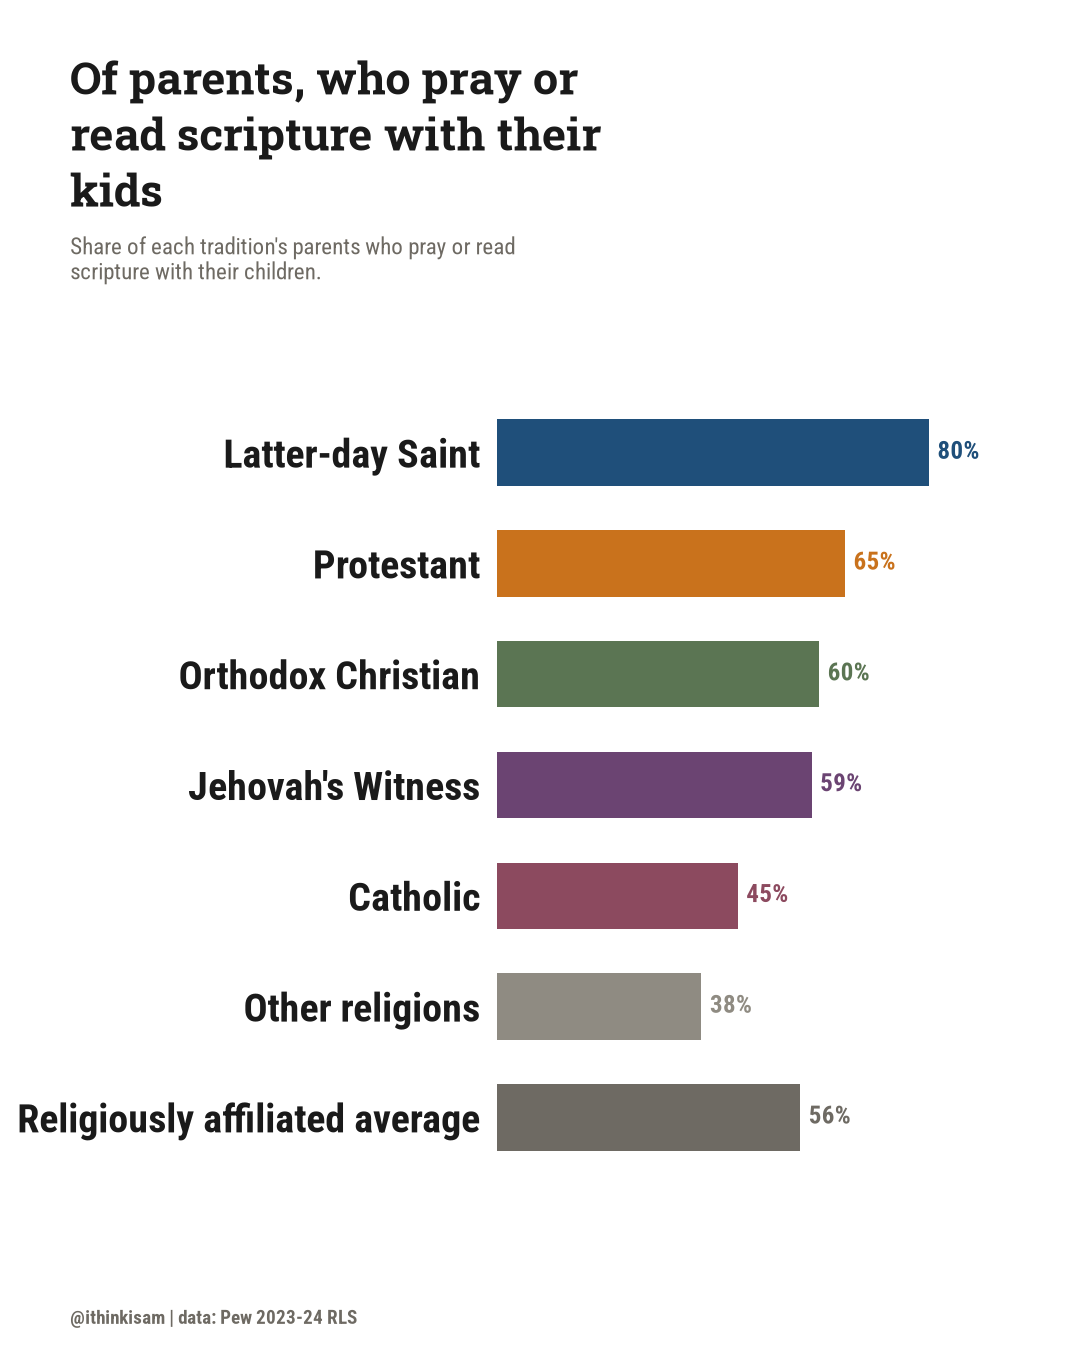 Of parents, who pray or
read scripture with their
kids
Share of each tradition's parents who pray or read
scripture with their children.
Latter-day Saint 80%
Protestant 65%
Orthodox Christian 60%
Jehovah's Witness 59%
Catholic 45%
Other religions 38%
Religiously affiliated average 56%
@ithinkisam | data: Pew 2023-24 RLS